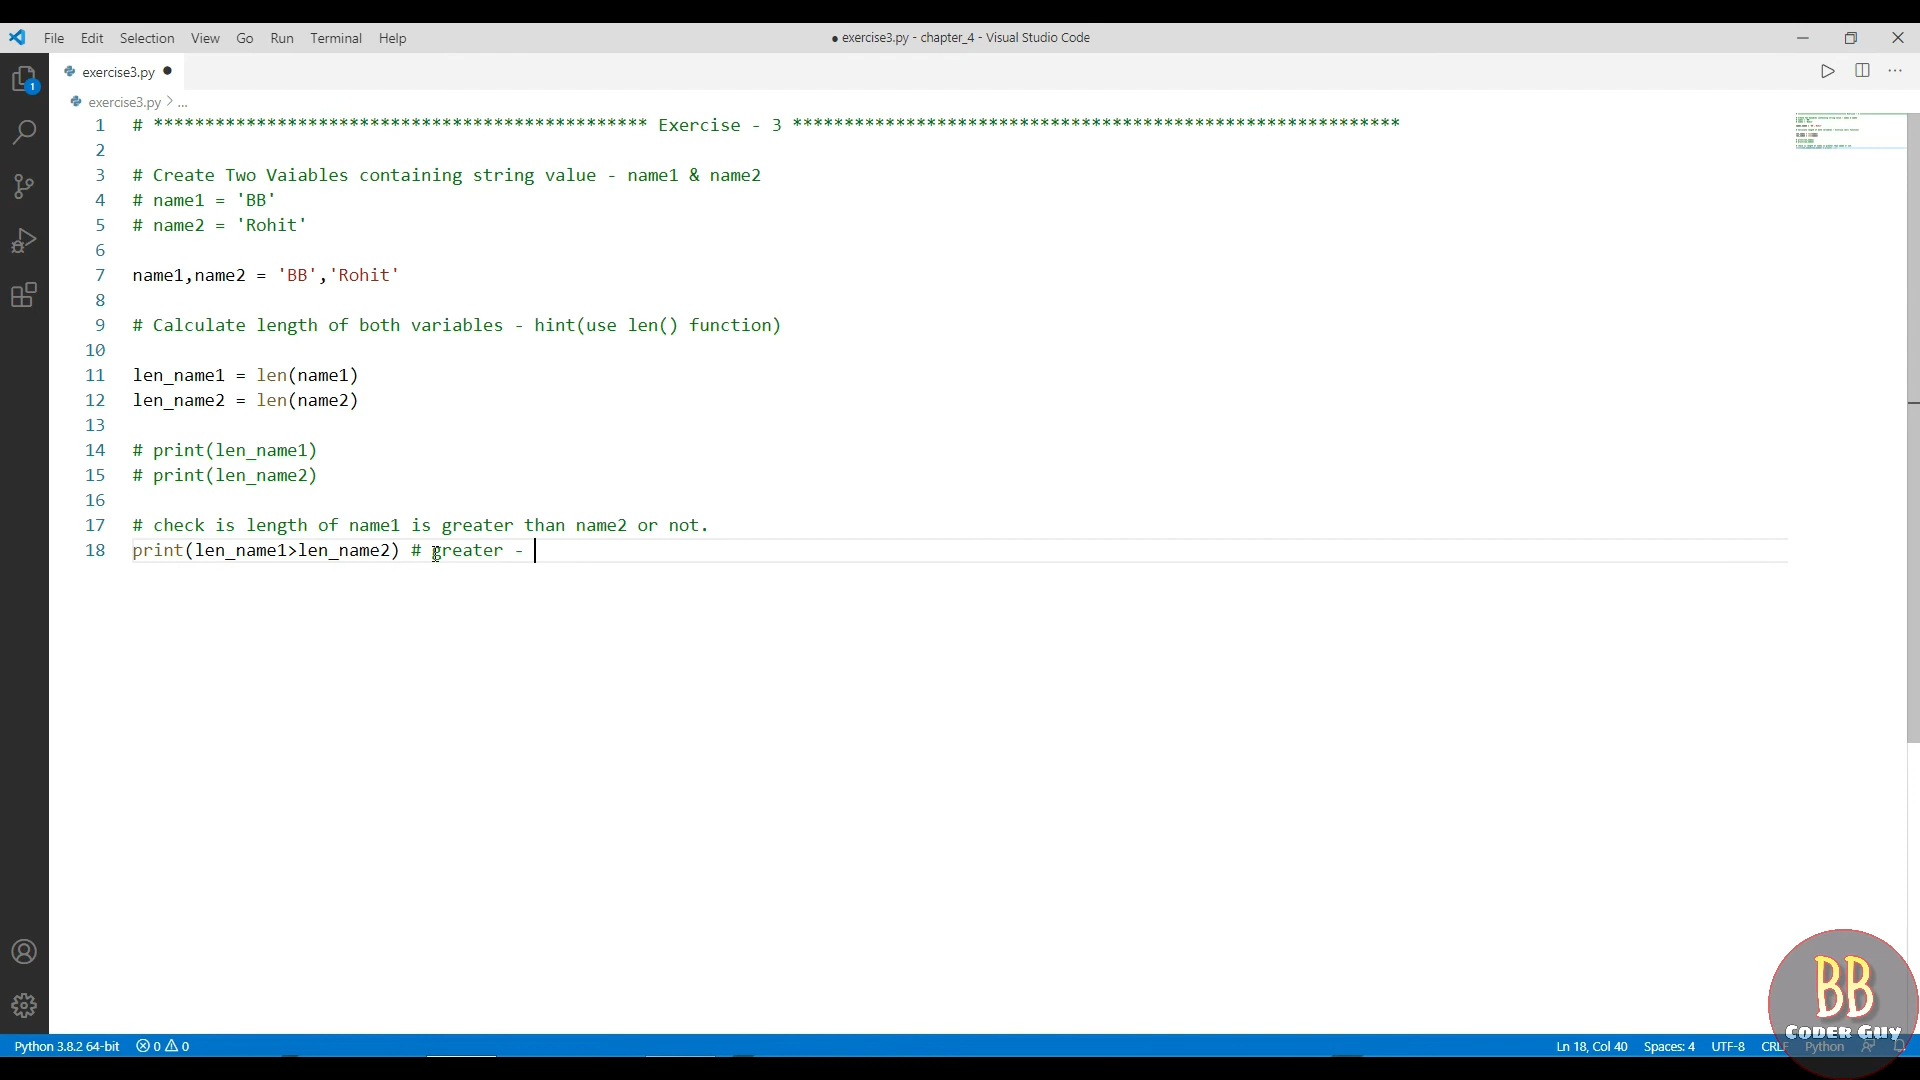 File Edit Selection View Go Run Terminal Help
● exercise3.py - chapter_4 - Visual Studio Code
1
exercise3.py ●
exercise3.py > ...
1 # ************************************************ Exercise - 3 ***********************************************************
2
3 # Create Two Vaiables containing string value - name1 & name2
4 # name1 = 'BB'
5 # name2 = 'Rohit'
6
7 name1,name2 = 'BB','Rohit'
8
9 # Calculate length of both variables - hint(use len() function)
10
11 len_name1 = len(name1)
12 len_name2 = len(name2)
13
14 # print(len_name1)
15 # print(len_name2)
16
17 # check is length of name1 is greater than name2 or not.
18 print(len_name1>len_name2) # greater -
BB
CODER GUY
Python 3.8.2 64-bit 0 0 Ln 18, Col 40 Spaces: 4 UTF-8 CRLF Python